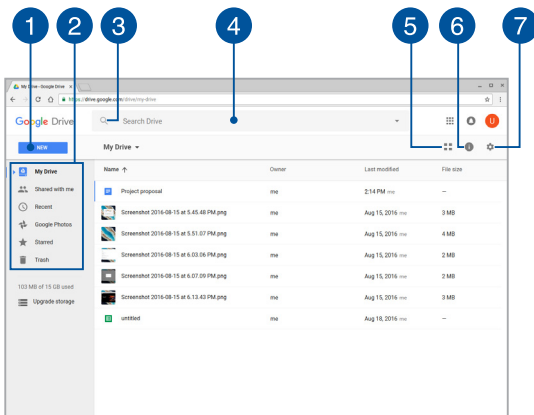 1 2 3 4 5 6 7
My Drive - Google Drive
https://drive.google.com/drive/my-drive
Google Drive
Search Drive
U
NEW
My Drive
My Drive
Name Owner Last modified File size
Shared with me
Project proposal me 2:14 PM me —
Recent
Screenshot 2016-08-15 at 5.45.48 PM.png me Aug 15, 2016 me 3 MB
Google Photos
Screenshot 2016-08-15 at 5.51.07 PM.png me Aug 15, 2016 me 4 MB
Starred
Screenshot 2016-08-15 at 6.03.06 PM.png me Aug 15, 2016 me 2 MB
Trash
Screenshot 2016-08-15 at 6.07.09 PM.png me Aug 15, 2016 me 2 MB
103 MB of 15 GB used
Screenshot 2016-08-15 at 6.13.43 PM.png me Aug 15, 2016 me 3 MB
Upgrade storage
untitled me Aug 18, 2016 me —